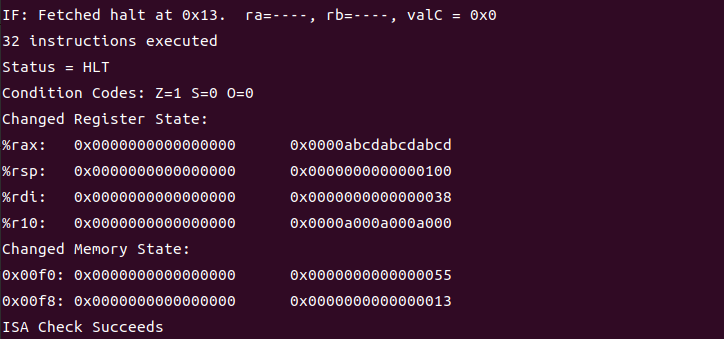 IF: Fetched halt at 0x13.  ra=----, rb=----, valC = 0x0
32 instructions executed
Status = HLT
Condition Codes: Z=1 S=0 O=0
Changed Register State:
%rax:   0x0000000000000000      0x0000abcdabcdabcd
%rsp:   0x0000000000000000      0x0000000000000100
%rdi:   0x0000000000000000      0x0000000000000038
%r10:   0x0000000000000000      0x0000a000a000a000
Changed Memory State:
0x00f0: 0x0000000000000000      0x0000000000000055
0x00f8: 0x0000000000000000      0x0000000000000013
ISA Check Succeeds